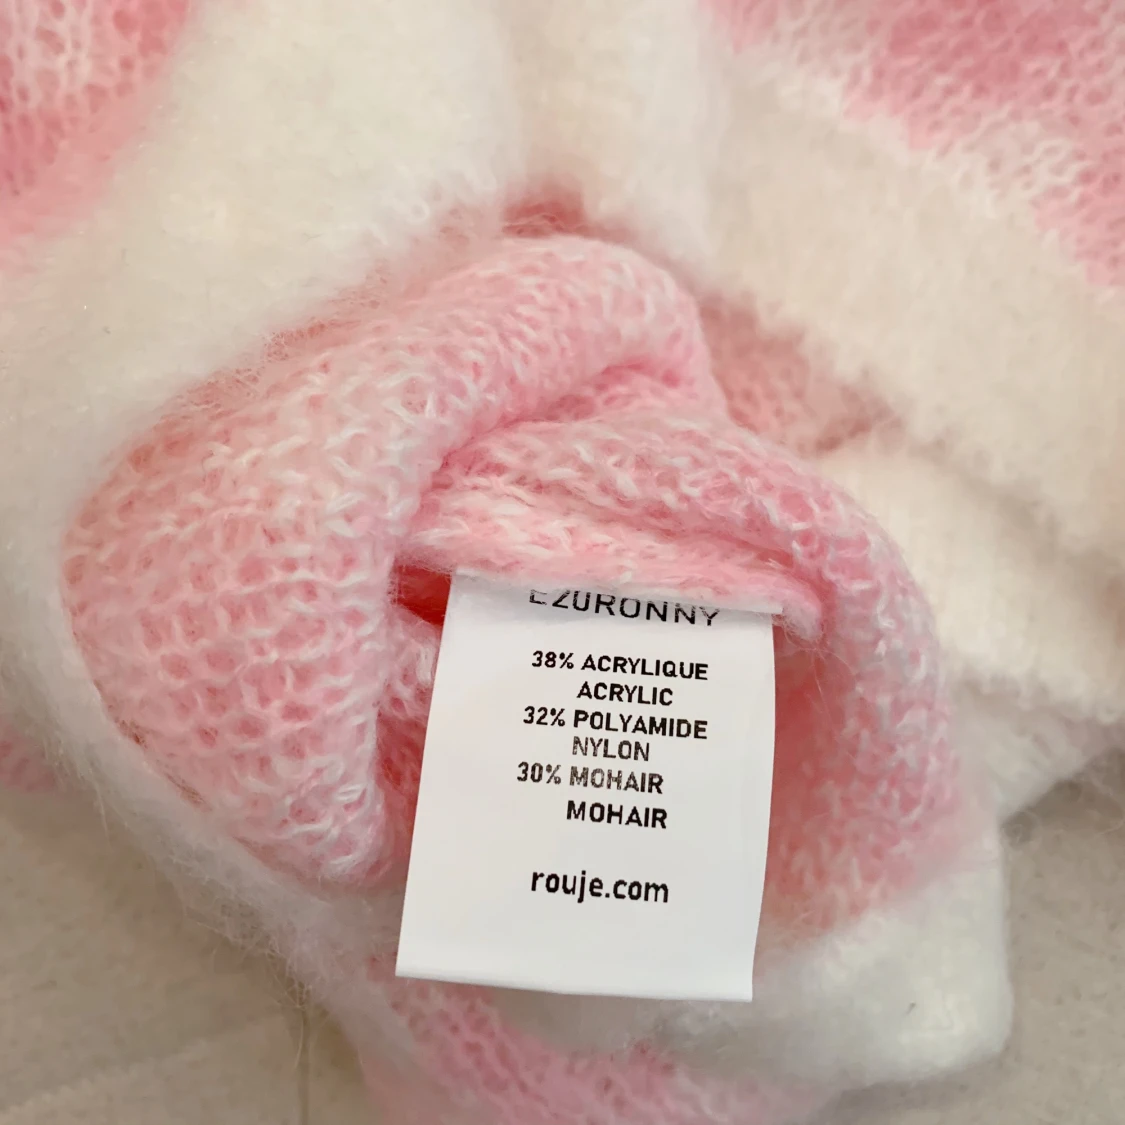 EZURONNY
38% ACRYLIQUE
ACRYLIC
32% POLYAMIDE
NYLON
30% MOHAIR
MOHAIR
rouje.com